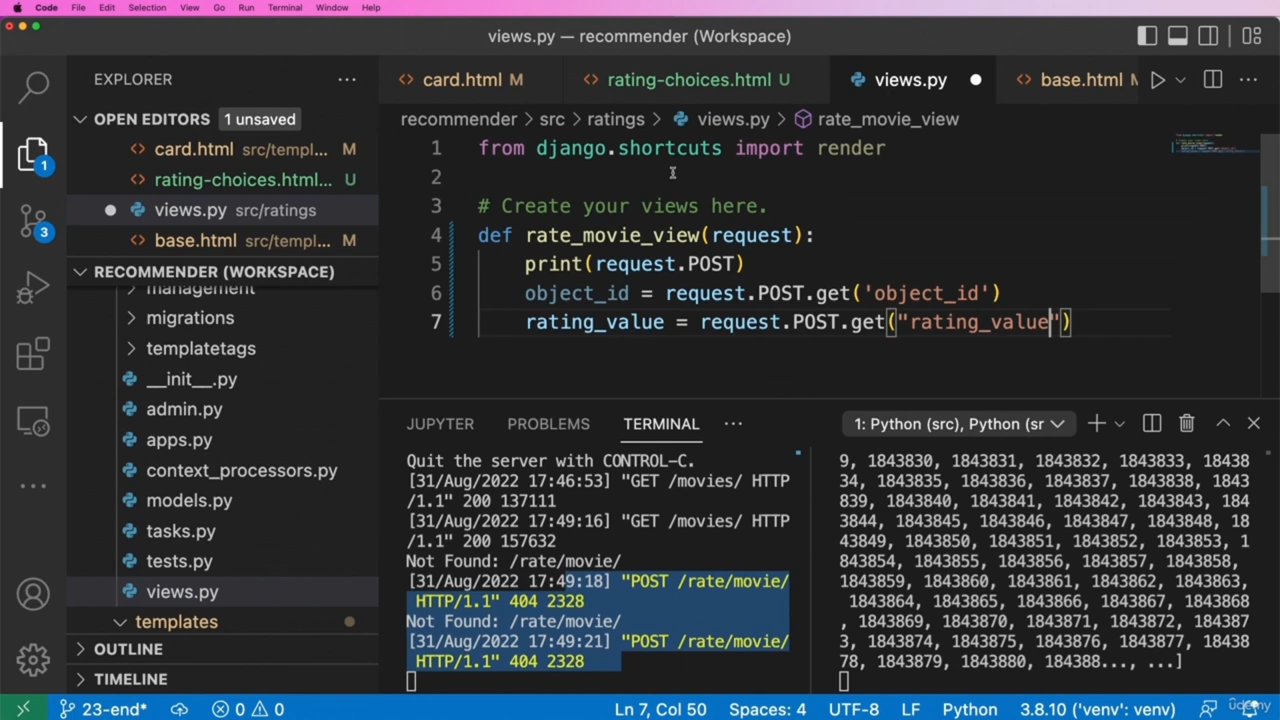 Code File Edit Selection View Go Run Terminal Window Help
views.py — recommender (Workspace)
EXPLORER
card.html M rating-choices.html U views.py base.html M
OPEN EDITORS 1 unsaved
recommender > src > ratings > views.py > rate_movie_view
card.html src/templ... M
rating-choices.html... U
views.py src/ratings
base.html src/templ... M
RECOMMENDER (WORKSPACE)
management
migrations
templatetags
__init__.py
admin.py
apps.py
context_processors.py
models.py
tasks.py
tests.py
views.py
templates
OUTLINE
TIMELINE
1
3
1 from django.shortcuts import render
2
3 # Create your views here.
4 def rate_movie_view(request):
5 print(request.POST)
6 object_id = request.POST.get('object_id')
7 rating_value = request.POST.get("rating_value")
JUPYTER PROBLEMS TERMINAL ... 1: Python (src), Python (sr
Quit the server with CONTROL-C.
[31/Aug/2022 17:46:53] "GET /movies/ HTTP
/1.1" 200 137111
[31/Aug/2022 17:49:16] "GET /movies/ HTTP
/1.1" 200 157632
Not Found: /rate/movie/
[31/Aug/2022 17:49:18] "POST /rate/movie/
HTTP/1.1" 404 2328
Not Found: /rate/movie/
[31/Aug/2022 17:49:21] "POST /rate/movie/
HTTP/1.1" 404 2328
9, 1843830, 1843831, 1843832, 1843833, 18438
34, 1843835, 1843836, 1843837, 1843838, 1843
839, 1843840, 1843841, 1843842, 1843843, 184
3844, 1843845, 1843846, 1843847, 1843848, 18
43849, 1843850, 1843851, 1843852, 1843853, 1
843854, 1843855, 1843856, 1843857, 1843858,
1843859, 1843860, 1843861, 1843862, 1843863,
1843864, 1843865, 1843866, 1843867, 1843868
, 1843869, 1843870, 1843871, 1843872, 184387
3, 1843874, 1843875, 1843876, 1843877, 18438
78, 1843879, 1843880, 184388..., ...]
23-end* 0 0 Ln 7, Col 50 Spaces: 4 UTF-8 LF Python 3.8.10 ('venv': venv)
udemy